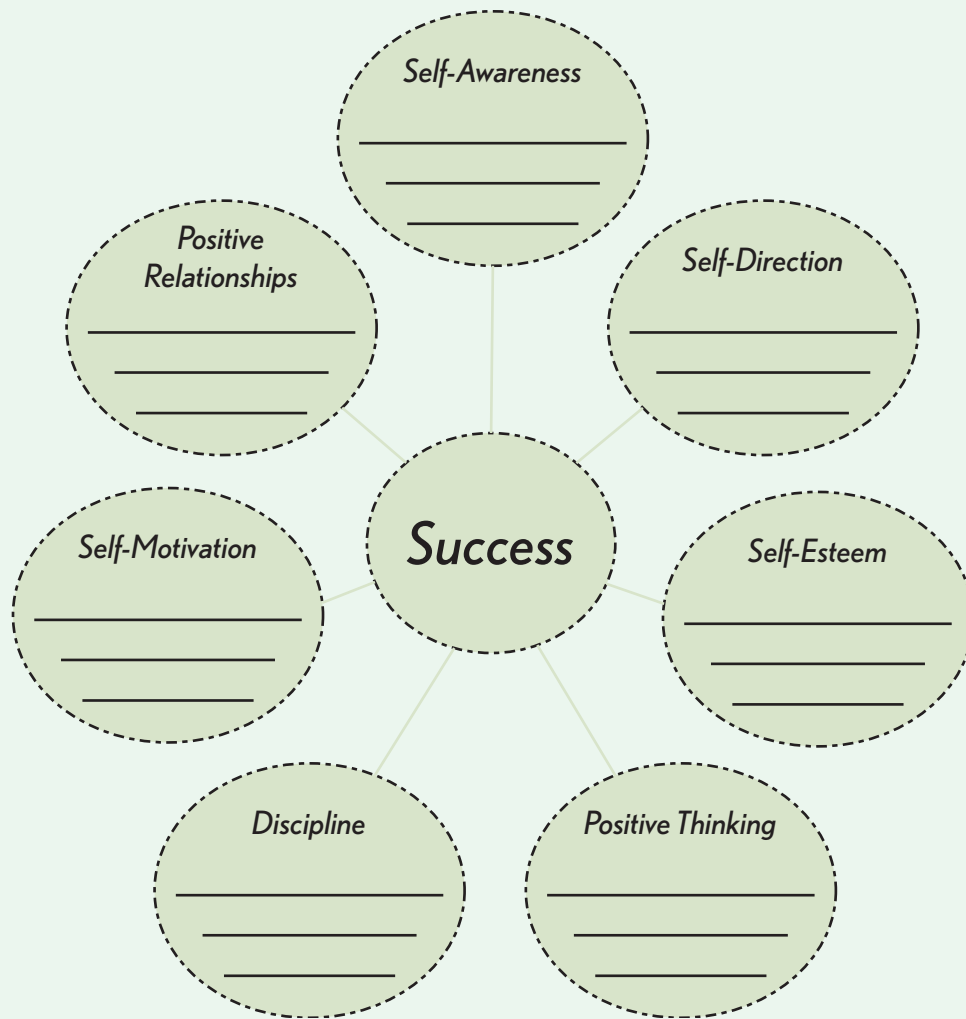 Self-Awareness
Positive
Relationships
Self-Direction
Self-Motivation
Success
Self-Esteem
Discipline
Positive Thinking